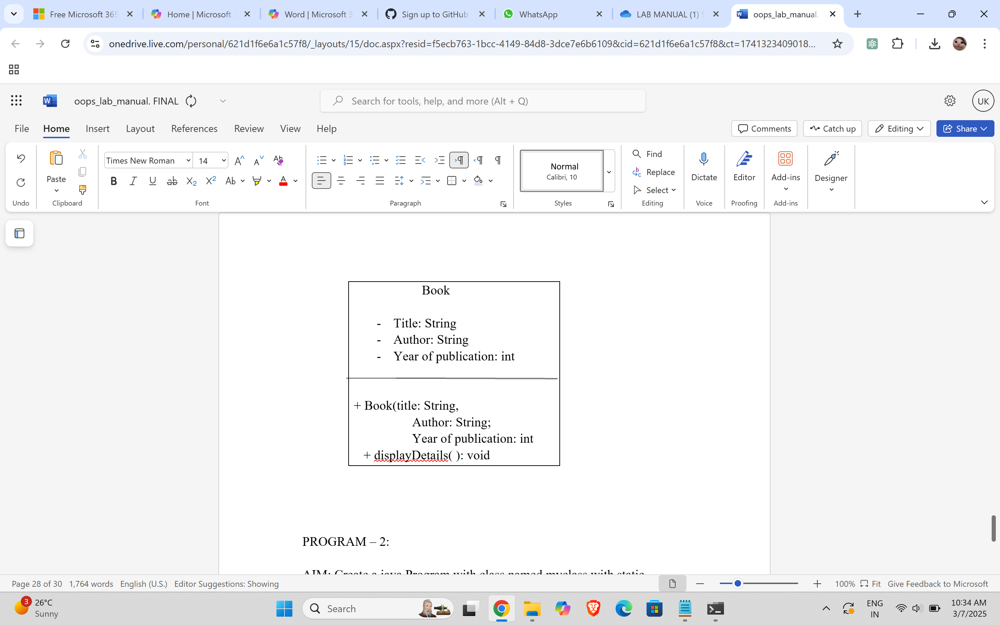 Free Microsoft 365
Home | Microsoft 3
Word | Microsoft 3
Sign up to GitHub
WhatsApp
LAB MANUAL (1) 5
oops_lab_manual.
onedrive.live.com/personal/621d1f6e6a1c57f8/_layouts/15/doc.aspx?resid=f5ecb763-1bcc-4149-84d8-3dce7e6b6109&cid=621d1f6e6a1c57f8&ct=1741323409018...
oops_lab_manual. FINAL
Search for tools, help, and more (Alt + Q)
UK
File Home Insert Layout References Review View Help
Comments Catch up Editing Share
Paste
Times New Roman 14
Normal
Calibri, 10
Find
Replace
Select
Dictate
Editor
Add-ins
Designer
Undo Clipboard Font Paragraph Styles Editing Voice Proofing Add-ins
Book
- Title: String
- Author: String
- Year of publication: int
+ Book(title: String,
Author: String;
Year of publication: int
+ displayDetails( ): void
PROGRAM – 2:
AIM: Create a java Program with class named myclass with static
Page 28 of 30 1,764 words English (U.S.) Editor Suggestions: Showing
100% Fit Give Feedback to Microsoft
3
26°C
Sunny
Search
ENG
IN
10:34 AM
3/7/2025